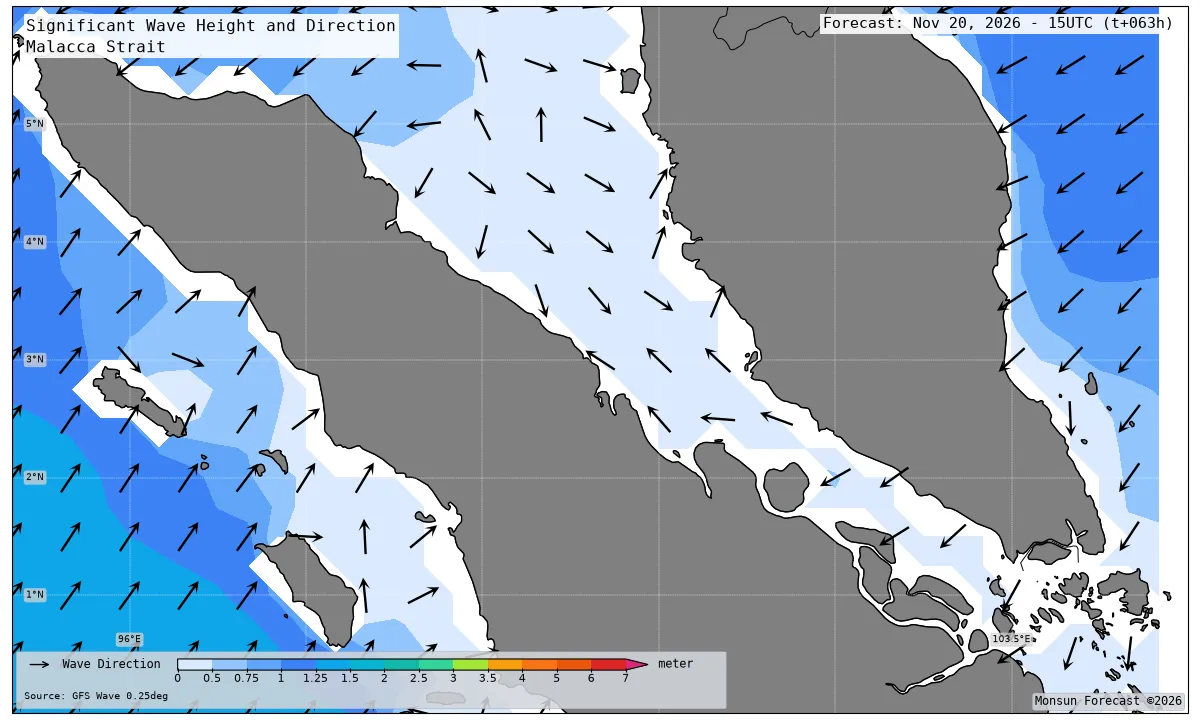 Significant Wave Height and Direction
Malacca Strait
Forecast: Nov 20, 2026 - 15UTC (t+063h)
5°N
4°N
3°N
2°N
1°N
96°E
103.5°E
Wave Direction
0 0.5 0.75 1 1.25 1.5 2 2.5 3 3.5 4 5 6 7
meter
Source: GFS Wave 0.25deg
Monsun Forecast ©2026